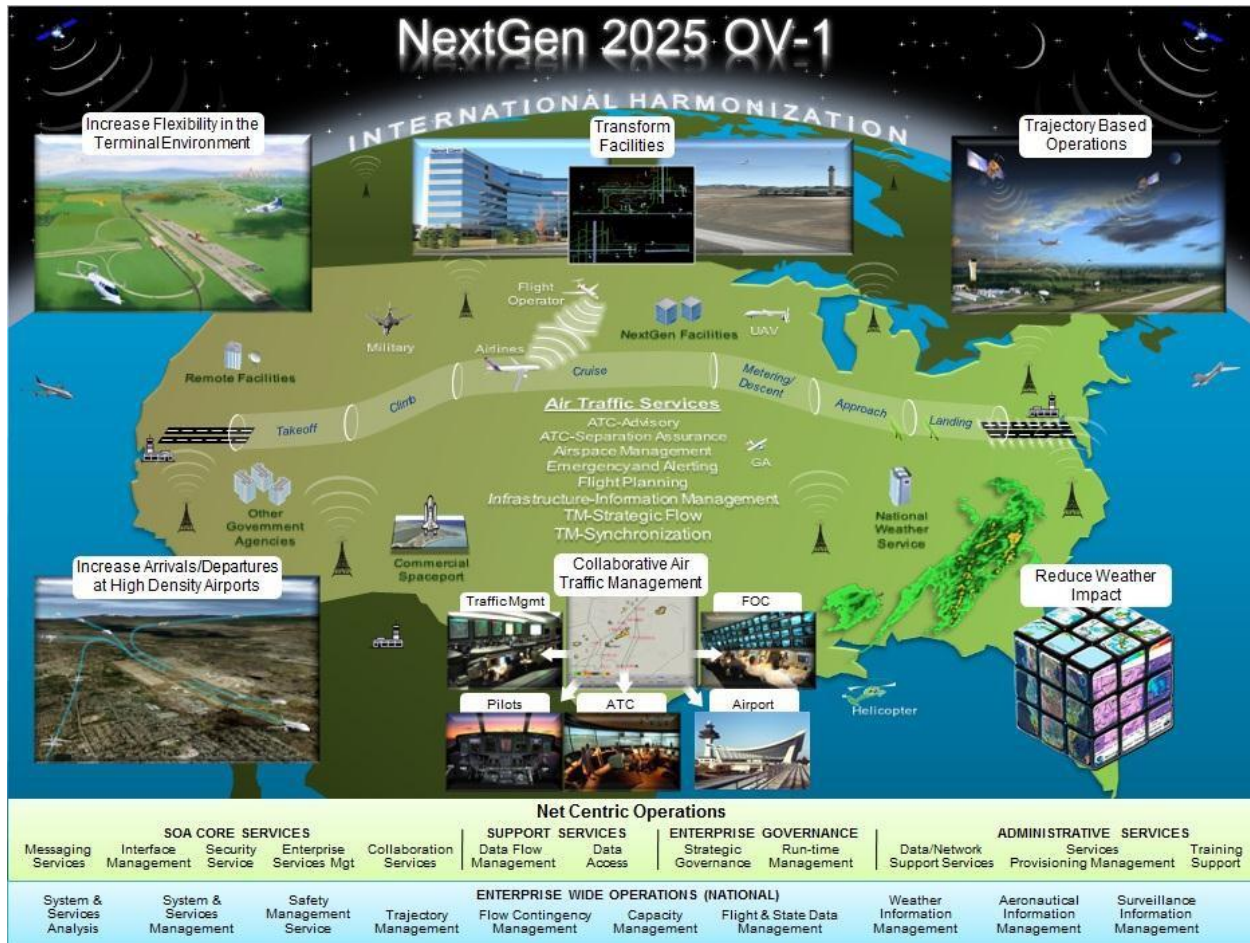 NextGen 2025 OV-1
INTERNATIONAL HARMONIZATION
Increase Flexibility in the
Terminal Environment
Transform
Facilities
Trajectory Based
Operations
Flight
Operator
Military
Airlines
NextGen Facilities
UAV
Remote Facilities
Takeoff
Climb
Cruise
Metering/
Descent
Approach
Landing
Air Traffic Services
ATC-Advisory
ATC-Separation Assurance
Airspace Management
Emergency and Alerting
Flight Planning
Infrastructure-Information Management
TM-Strategic Flow
TM-Synchronization
GA
Other
Government
Agencies
Commercial
Spaceport
National
Weather
Service
Increase Arrivals/Departures
at High Density Airports
Collaborative Air
Traffic Management
Reduce Weather
Impact
Traffic Mgmt
FOC
Pilots
ATC
Airport
Helicopter
Net Centric Operations
SOA CORE SERVICES
Messaging
Services
Interface
Management
Security
Service
Enterprise
Services Mgt
Collaboration
Services
SUPPORT SERVICES
Data Flow
Management
Data
Access
ENTERPRISE GOVERNANCE
Strategic
Governance
Run-time
Management
ADMINISTRATIVE SERVICES
Data/Network
Support Services
Services
Provisioning Management
Training
Support
ENTERPRISE WIDE OPERATIONS (NATIONAL)
System &
Services
Analysis
System &
Services
Management
Safety
Management
Service
Trajectory
Management
Flow Contingency
Management
Capacity
Management
Flight & State Data
Management
Weather
Information
Management
Aeronautical
Information
Management
Surveillance
Information
Management